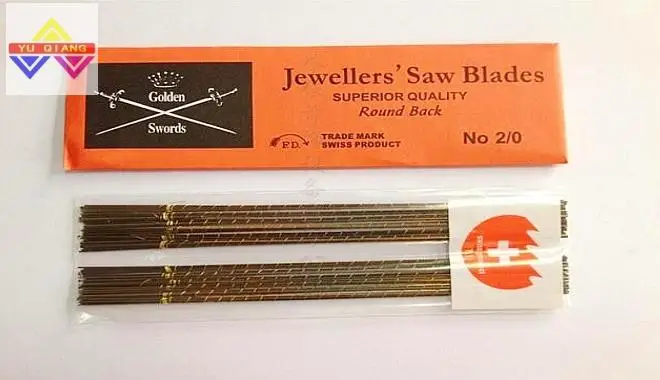 YU QIANG
Golden
Swords
Jewellers' Saw Blades
SUPERIOR QUALITY
Round Back
F.D.
TRADE MARK
SWISS PRODUCT
No 2/0